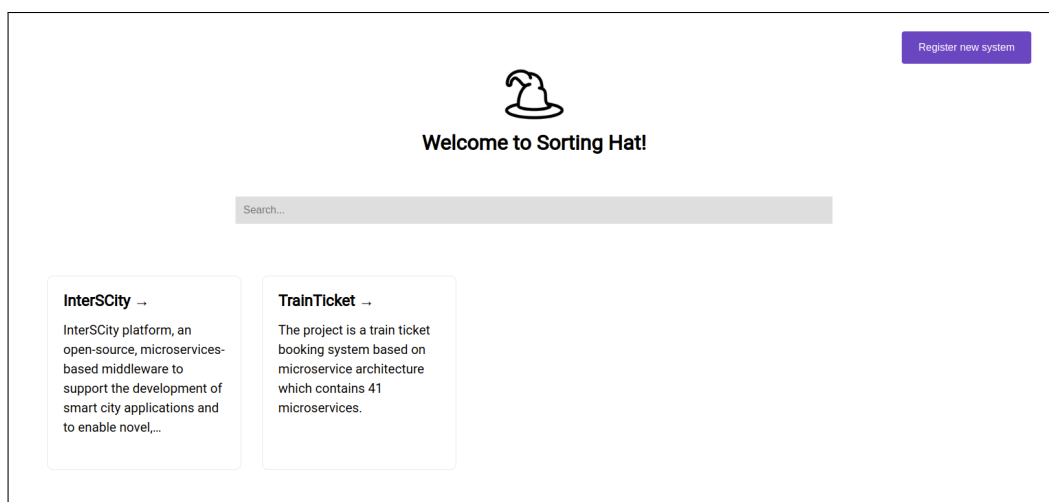 Register new system
Welcome to Sorting Hat!
Search...
InterSCity →
InterSCity platform, an
open-source, microservices-
based middleware to
support the development of
smart city applications and
to enable novel,...
TrainTicket →
The project is a train ticket
booking system based on
microservice architecture
which contains 41
microservices.